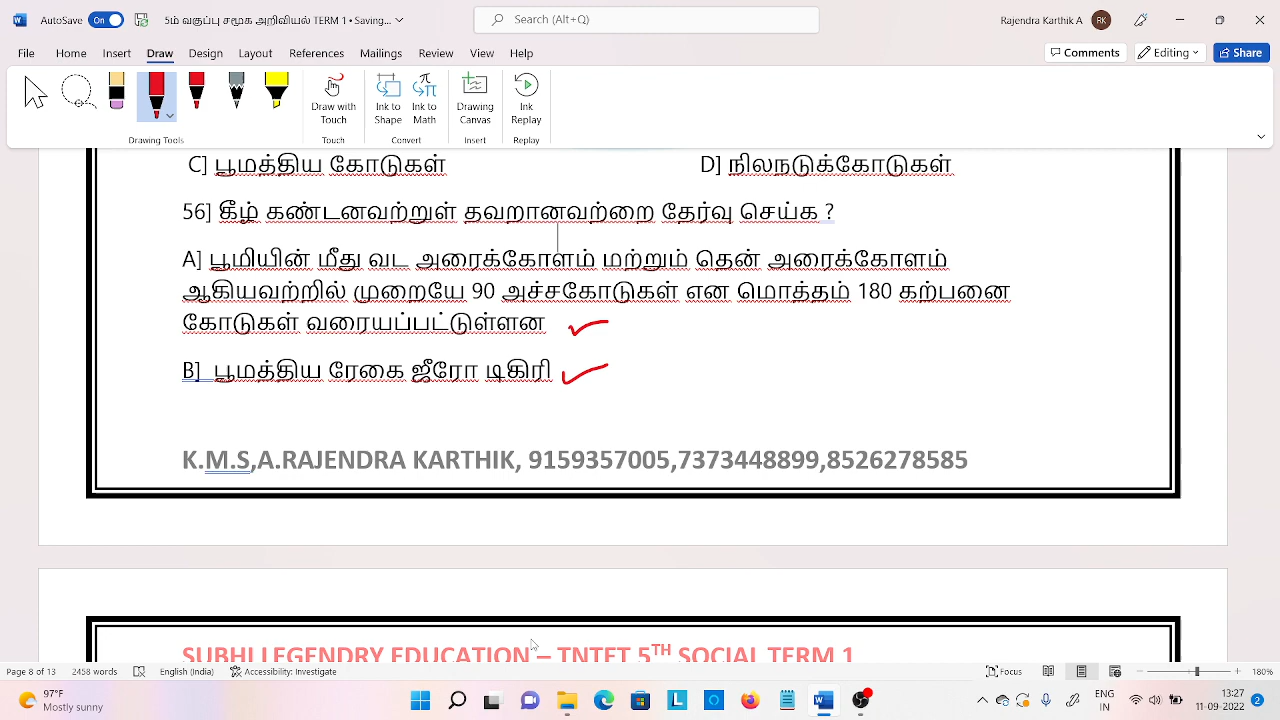 AutoSave On 5ம் வகுப்பு சமூக அறிவியல் TERM 1 • Saving... Search (Alt+Q) Rajendra Karthik A RK
File Home Insert Draw Design Layout References Mailings Review View Help Comments Editing Share
Draw with Touch Ink to Shape Ink to Math Drawing Canvas Ink Replay
Drawing Tools Touch Convert Insert Replay
C] பூமத்திய கோடுகள் D] நிலநடுக்கோடுகள்
56] கீழ் கண்டனவற்றுள் தவறானவற்றை தேர்வு செய்க ?
A] பூமியின் மீது வட அரைக்கோளம் மற்றும் தென் அரைக்கோளம்
ஆகியவற்றில் முறையே 90 அச்சகோடுகள் என மொத்தம் 180 கற்பனை
கோடுகள் வரையப்பட்டுள்ளன
B] பூமத்திய ரேகை ஜீரோ டிகிரி
K.M.S,A.RAJENDRA KARTHIK, 9159357005,7373448899,8526278585
SUBHI LEGENDRY EDUCATION – TNTET 5TH SOCIAL TERM 1
Page 8 of 13 2458 words English (India) Accessibility: Investigate Focus 180%
97°F
Mostly sunny
ENG
IN
13:27
11-09-2022
2